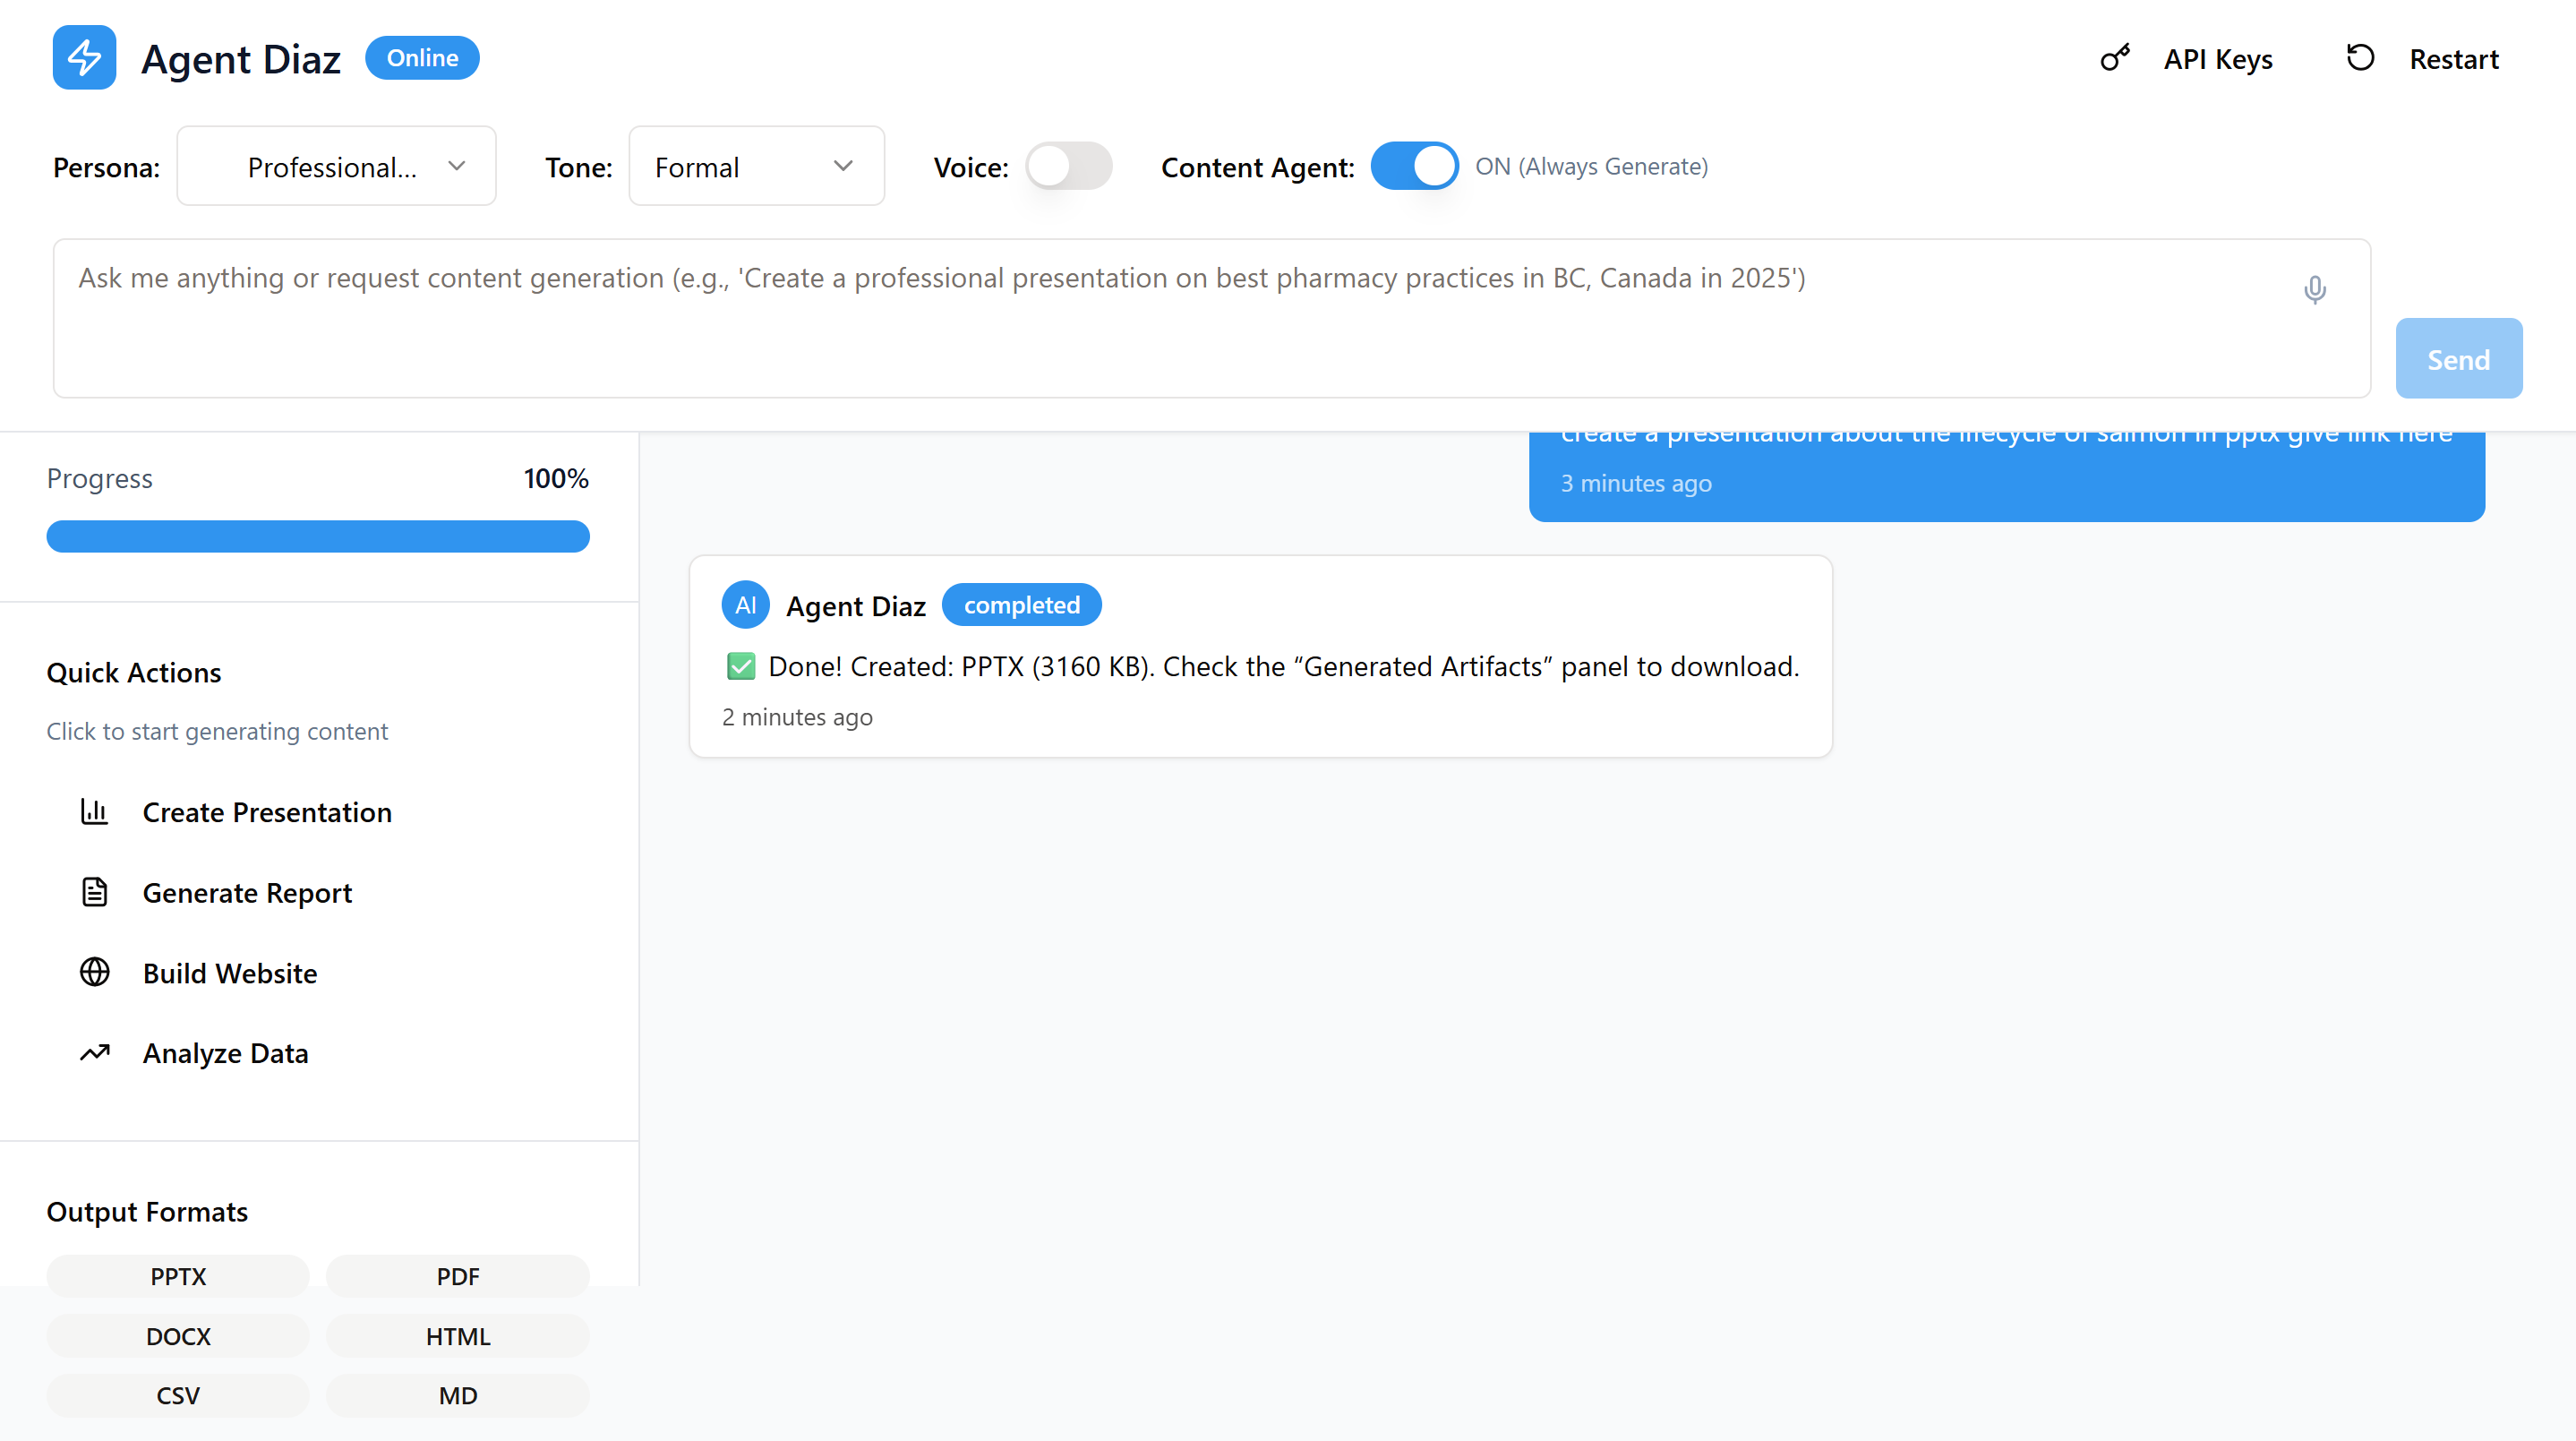 Agent Diaz
Online
API Keys
Restart
Persona:
Professional...
Tone:
Formal
Voice:
Content Agent:
ON (Always Generate)
Ask me anything or request content generation (e.g., 'Create a professional presentation on best pharmacy practices in BC, Canada in 2025')
Send
create a presentation about the lifecycle of salmon in pptx give link here
3 minutes ago
Progress
100%
AI
Agent Diaz
completed
✅ Done! Created: PPTX (3160 KB). Check the “Generated Artifacts” panel to download.
2 minutes ago
Quick Actions
Click to start generating content
Create Presentation
Generate Report
Build Website
Analyze Data
Output Formats
PPTX
PDF
DOCX
HTML
CSV
MD